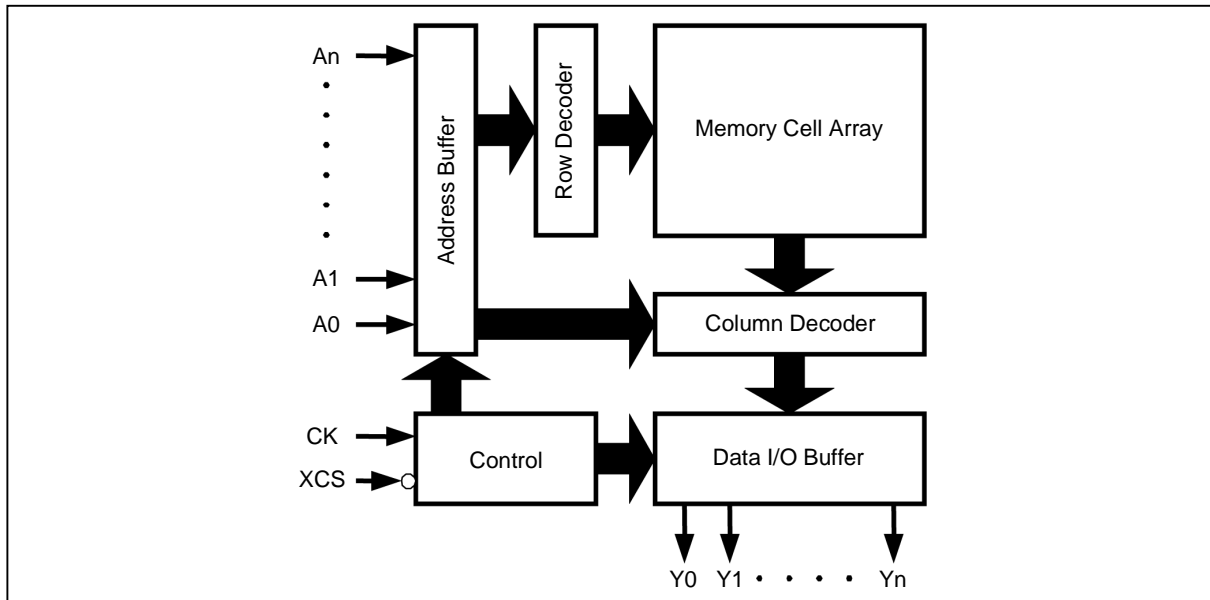 An
Address Buffer
Row Decoder
Memory Cell Array
A1
A0
Column Decoder
CK
XCS
Control
Data I/O Buffer
Y0 Y1 · · · · · Yn